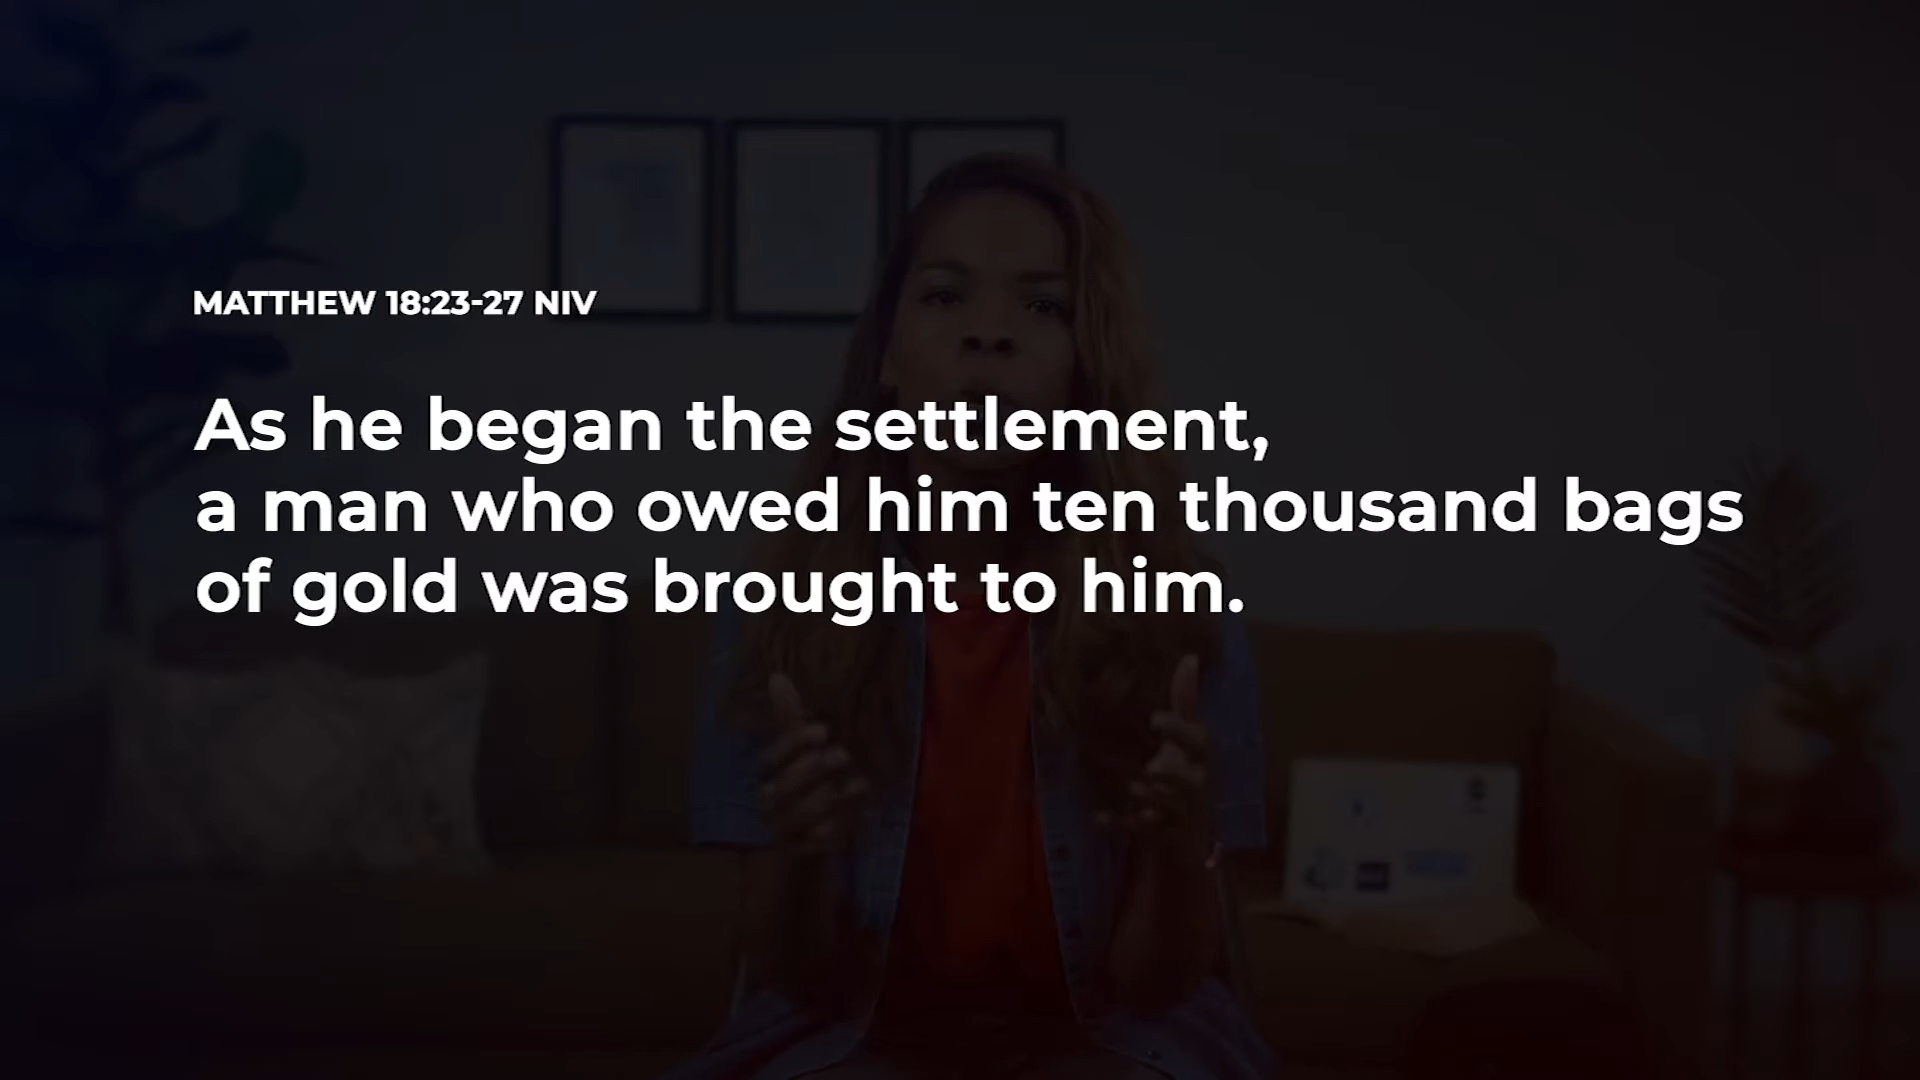 MATTHEW 18:23-27 NIV
As he began the settlement,
a man who owed him ten thousand bags
of gold was brought to him.